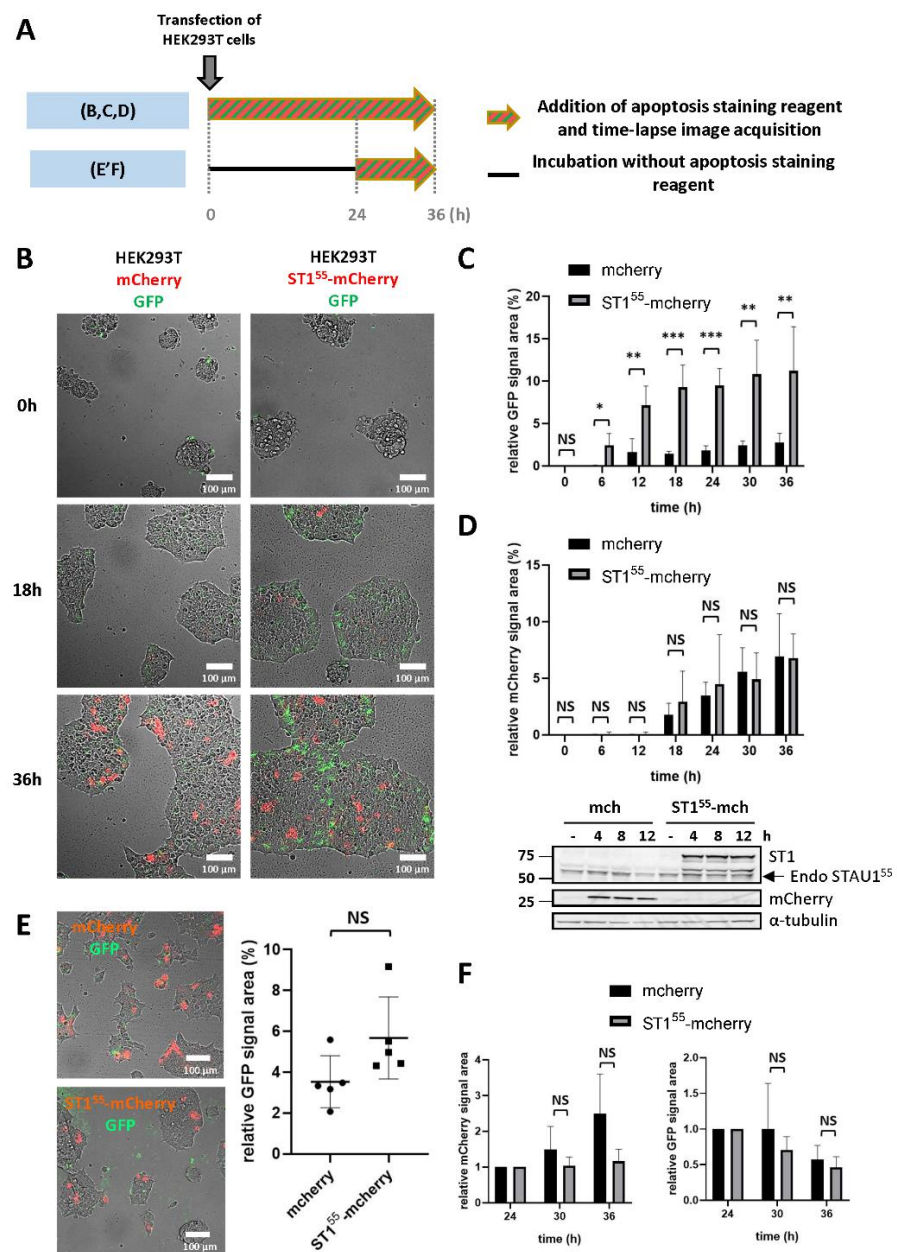 A
Transfection of
HEK293T cells
(B,C,D)
(E'F)
0
24
36 (h)
Addition of apoptosis staining reagent
and time-lapse image acquisition
Incubation without apoptosis staining
reagent
B
HEK293T
mCherry
GFP
HEK293T
ST1⁵⁵-mCherry
GFP
0h
100 µm
100 µm
18h
100 µm
100 µm
36h
100 µm
100 µm
C
mcherry
ST1⁵⁵-mcherry
relative GFP signal area (%)
20
15
10
5
0
NS
*
**
***
***
**
**
0 6 12 18 24 30 36
time (h)
D
mcherry
ST1⁵⁵-mcherry
relative mCherry signal area (%)
15
10
5
0
NS NS NS NS NS NS NS
0 6 12 18 24 30 36
time (h)
mch ST1⁵⁵-mch
- 4 8 12 - 4 8 12 h
75
50
25
ST1
Endo STAU1⁵⁵
mCherry
α-tubulin
E
mCherry
GFP
100 µm
ST1⁵⁵-mCherry
GFP
100 µm
relative GFP signal area (%)
10
8
6
4
2
0
NS
mcherry
ST1⁵⁵-mcherry
F
mcherry
ST1⁵⁵-mcherry
relative mCherry signal area
4
3
2
1
0
NS
NS
24 30 36
time (h)
relative GFP signal area
2.0
1.5
1.0
0.5
0.0
NS
NS
24 30 36
time (h)